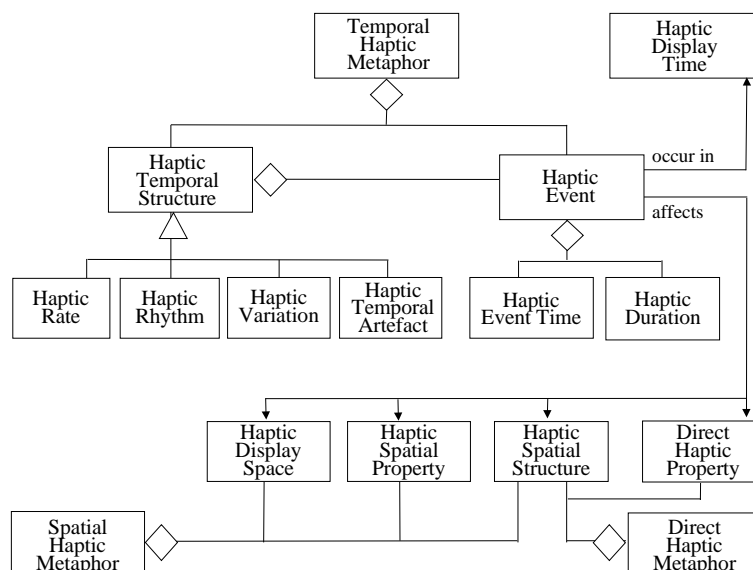 Temporal
Haptic
Metaphor
Haptic
Display
Time
Haptic
Temporal
Structure
Haptic
Event
occur in
affects
Haptic
Rate
Haptic
Rhythm
Haptic
Variation
Haptic
Temporal
Artefact
Haptic
Event Time
Haptic
Duration
Haptic
Display
Space
Haptic
Spatial
Property
Haptic
Spatial
Structure
Direct
Haptic
Property
Spatial
Haptic
Metaphor
Direct
Haptic
Metaphor